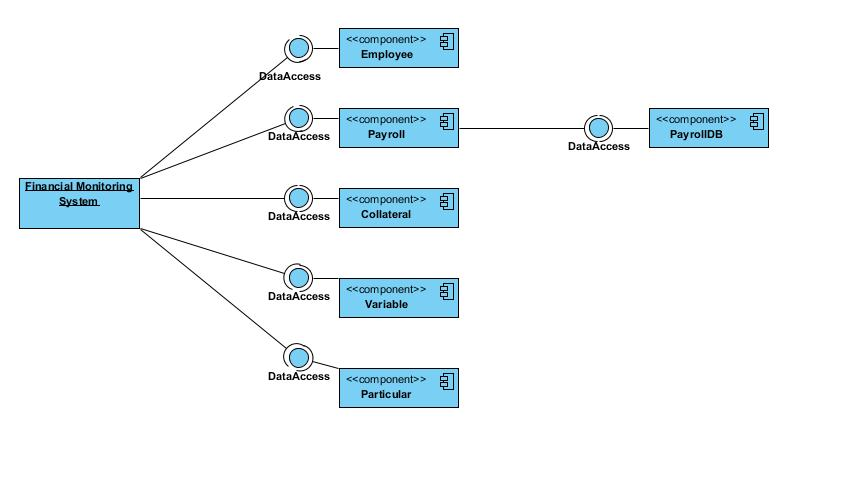 <<component>>
Employee
DataAccess
<<component>>
Payroll
DataAccess
<<component>>
PayrollDB
DataAccess
Financial Monitoring
System
<<component>>
Collateral
DataAccess
<<component>>
Variable
DataAccess
<<component>>
Particular
DataAccess